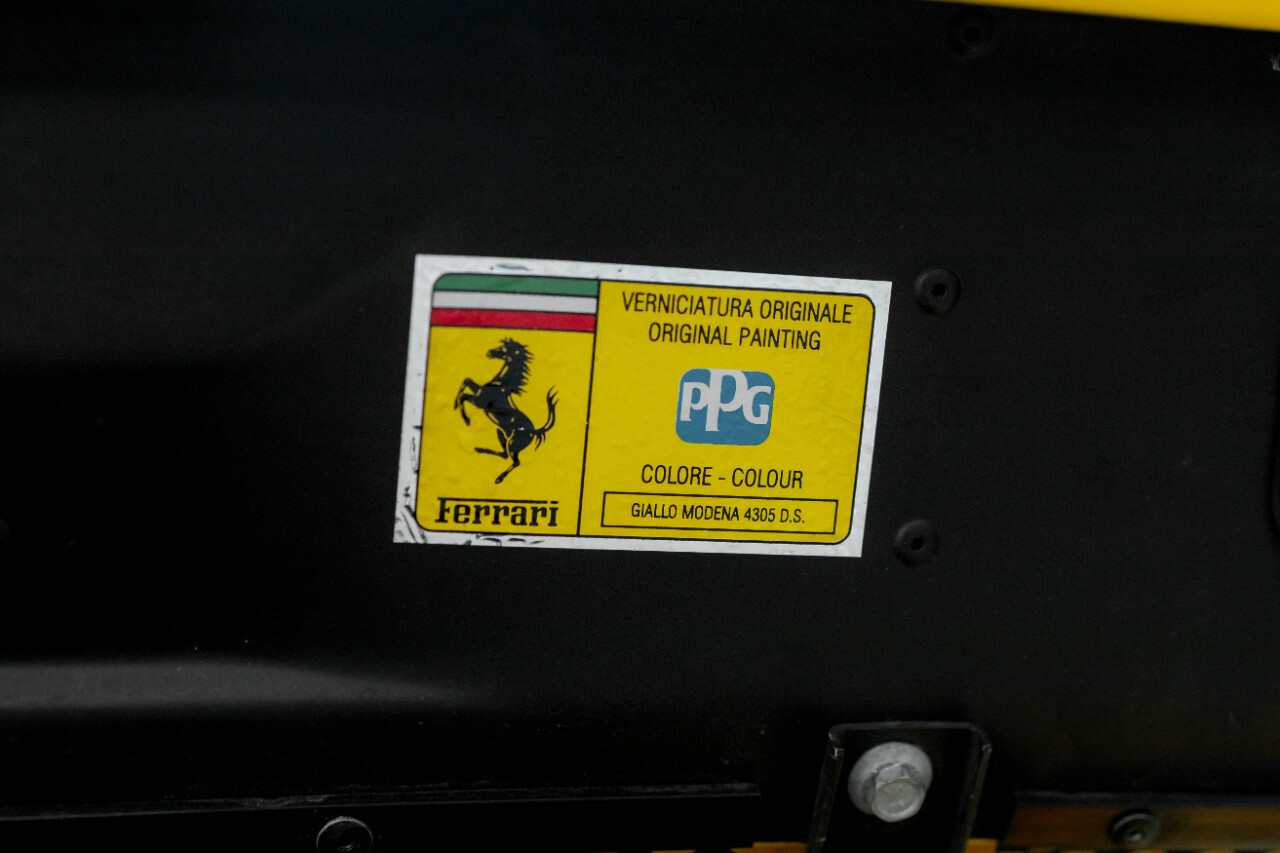 VERNICIATURA ORIGINALE
ORIGINAL PAINTING
PPG
COLORE - COLOUR
GIALLO MODENA 4305 D.S.
Ferrari